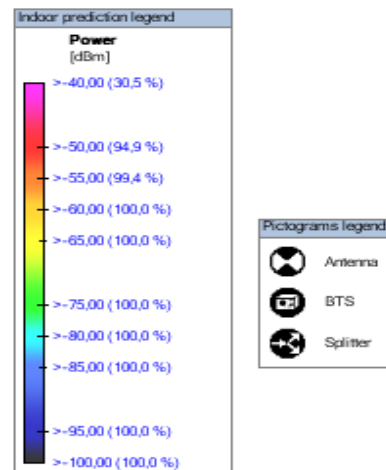 Indoor prediction legend
Power
[dBm]
>-40,00 (30,5 %)
>-50,00 (94,9 %)
>-55,00 (99,4 %)
>-60,00 (100,0 %)
>-65,00 (100,0 %)
>-75,00 (100,0 %)
>-80,00 (100,0 %)
>-85,00 (100,0 %)
>-95,00 (100,0 %)
>-100,00 (100,0 %)
Pictograms legend
Antenna
BTS
Splitter